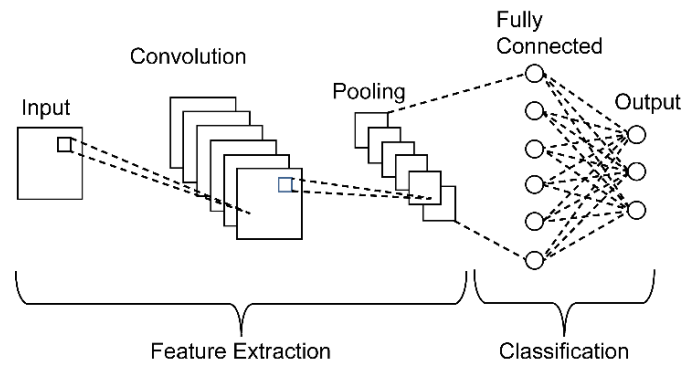 Fully
Connected
Convolution
Pooling
Output
Input
Feature Extraction
Classification